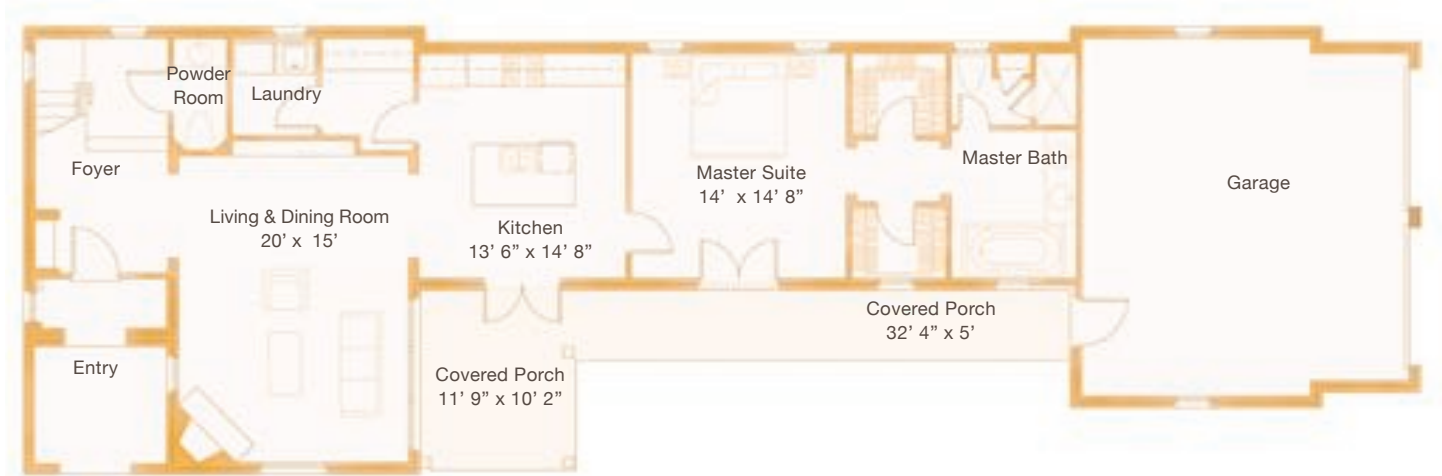 Powder
Room
Laundry
Foyer
Living & Dining Room
20’ x 15’
Kitchen
13’ 6” x 14’ 8”
Master Suite
14’ x 14’ 8”
Master Bath
Garage
Entry
Covered Porch
11’ 9” x 10’ 2”
Covered Porch
32’ 4” x 5’